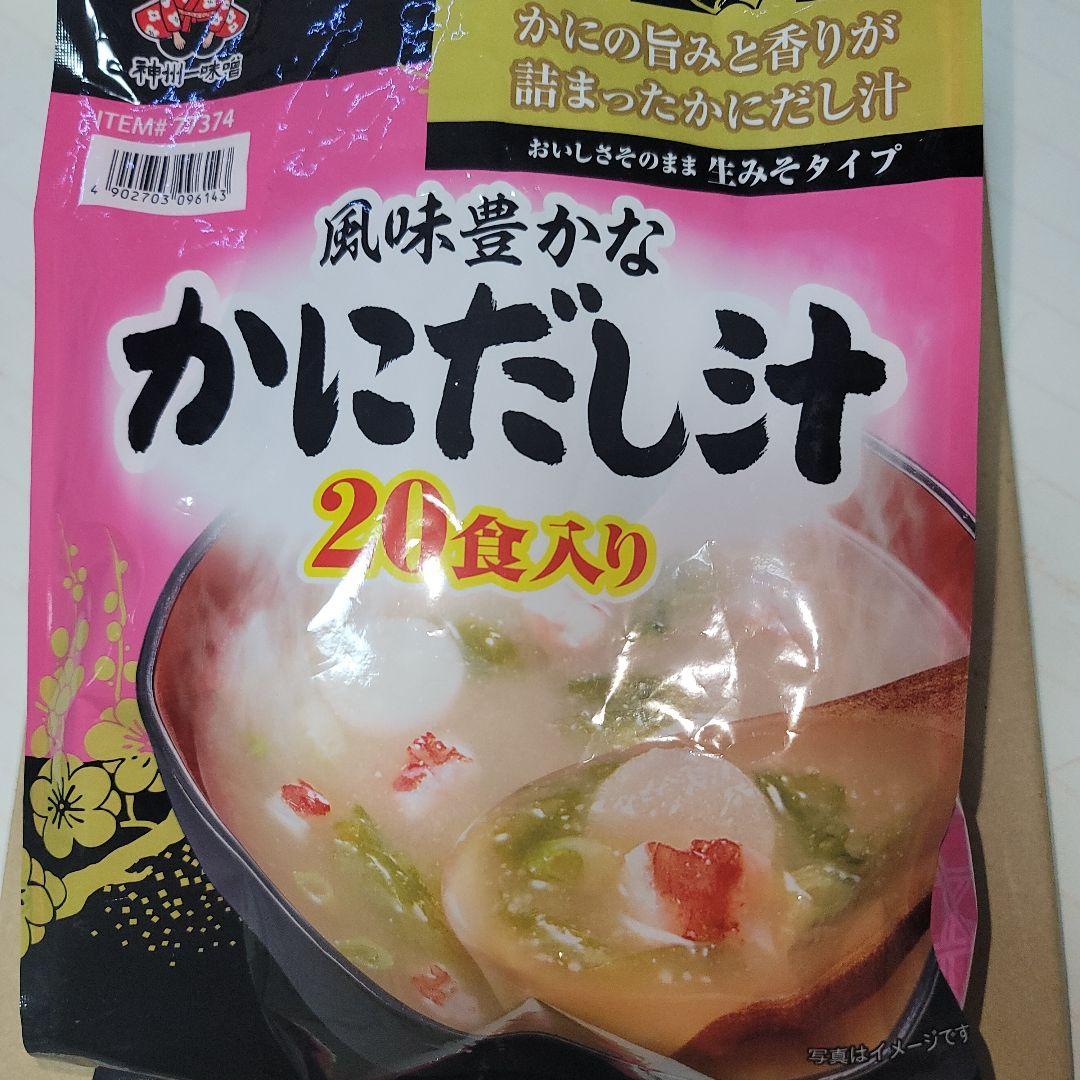 神州一味噌
かにの旨みと香りが
詰まったかにだし汁
おいしさそのまま 生みそタイプ
ITEM# 77374
4 902703 096143
風味豊かな
かにだし汁
20食入り
写真はイメージです